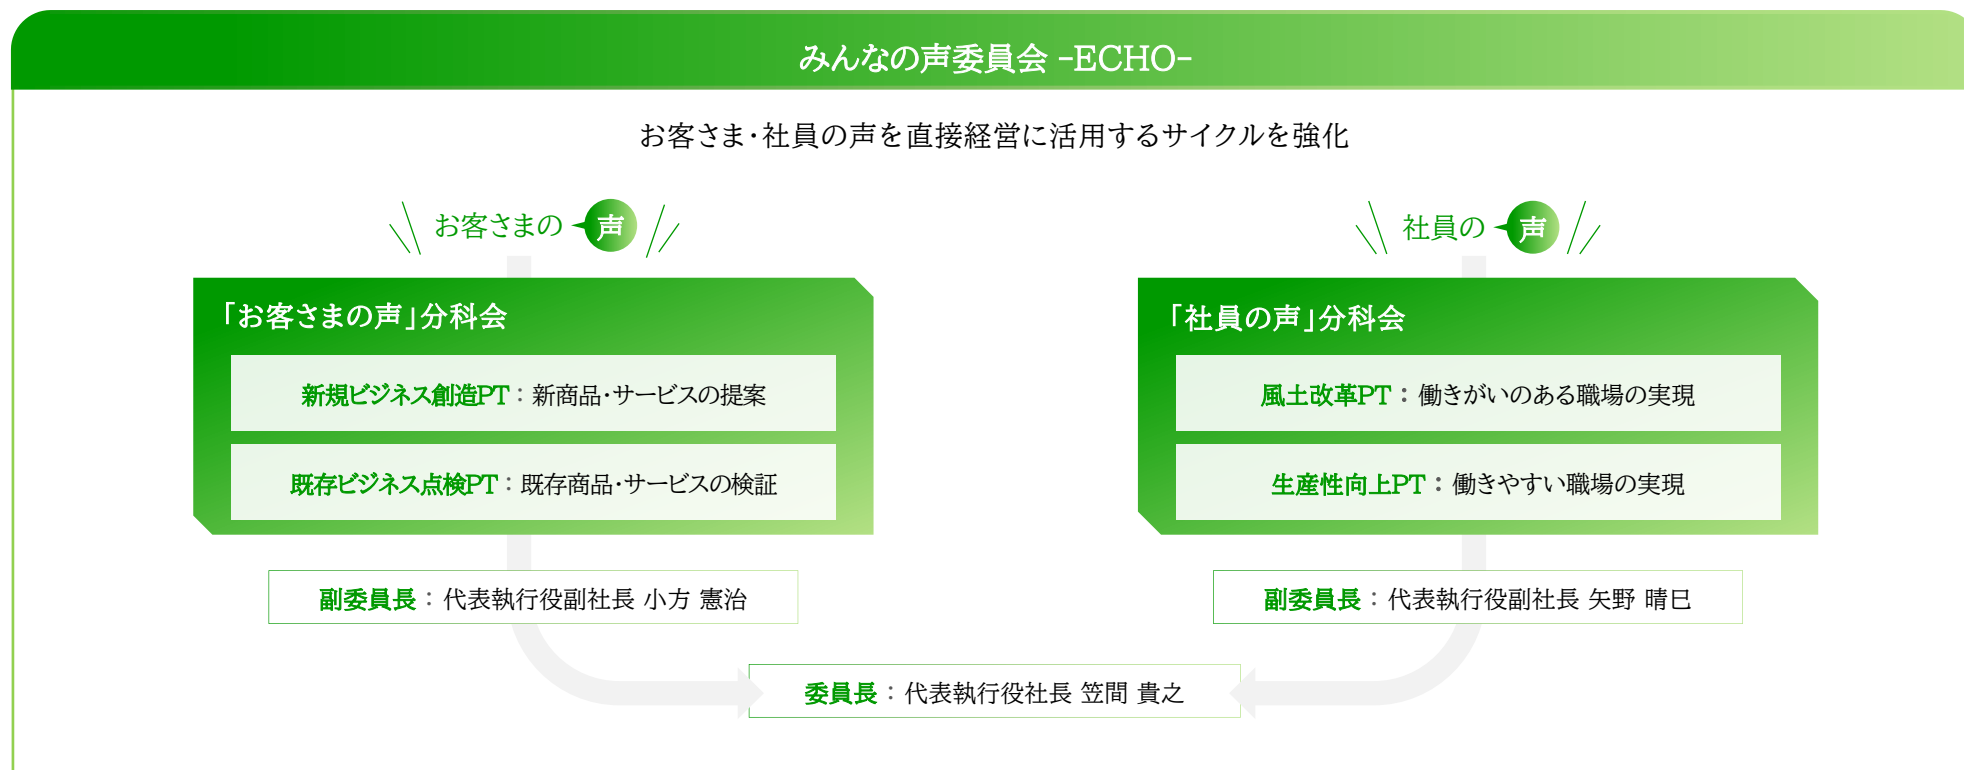 みんなの声委員会 -ECHO-
お客さま・社員の声を直接経営に活用するサイクルを強化
お客さまの 声
「お客さまの声」分科会
新規ビジネス創造PT：新商品・サービスの提案
既存ビジネス点検PT：既存商品・サービスの検証
副委員長：代表執行役副社長 小方 憲治
社員の 声
「社員の声」分科会
風土改革PT：働きがいのある職場の実現
生産性向上PT：働きやすい職場の実現
副委員長：代表執行役副社長 矢野 晴巳
委員長：代表執行役社長 笠間 貴之